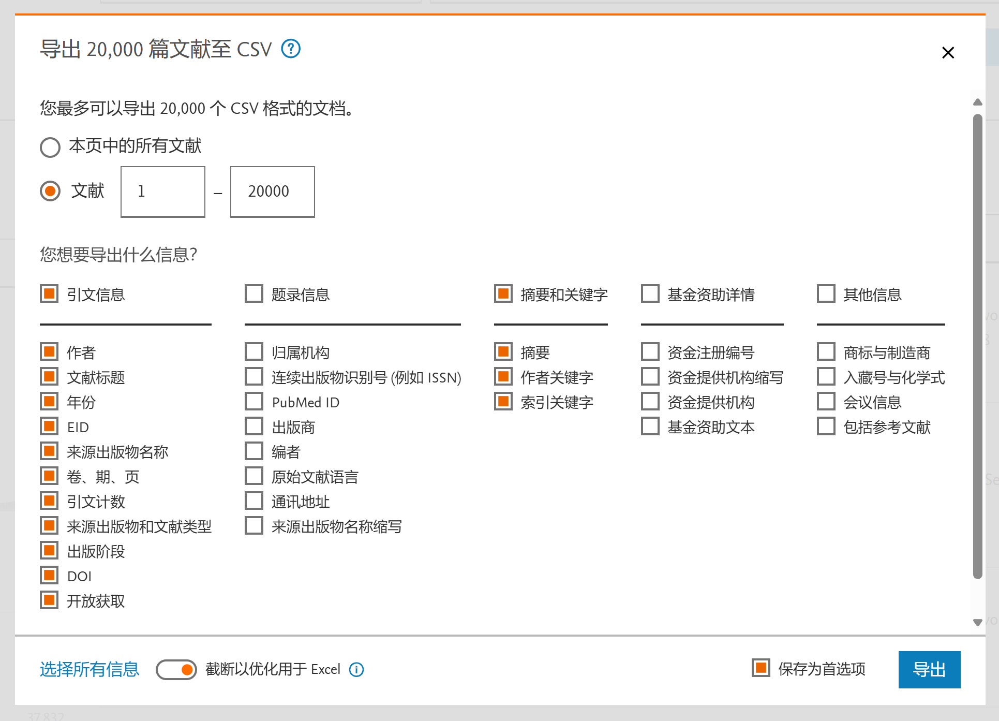 导出 20,000 篇文献至 CSV ?
您最多可以导出 20,000 个 CSV 格式的文档。
本页中的所有文献
文献 1 – 20000
您想要导出什么信息?
引文信息
作者
文献标题
年份
EID
来源出版物名称
卷、期、页
引文计数
来源出版物和文献类型
出版阶段
DOI
开放获取
题录信息
归属机构
连续出版物识别号 (例如 ISSN)
PubMed ID
出版商
编者
原始文献语言
通讯地址
来源出版物名称缩写
摘要和关键字
摘要
作者关键字
索引关键字
基金资助详情
资金注册编号
资金提供机构缩写
资金提供机构
基金资助文本
其他信息
商标与制造商
入藏号与化学式
会议信息
包括参考文献
选择所有信息 截断以优化用于 Excel i 保存为首选项 导出
37,832